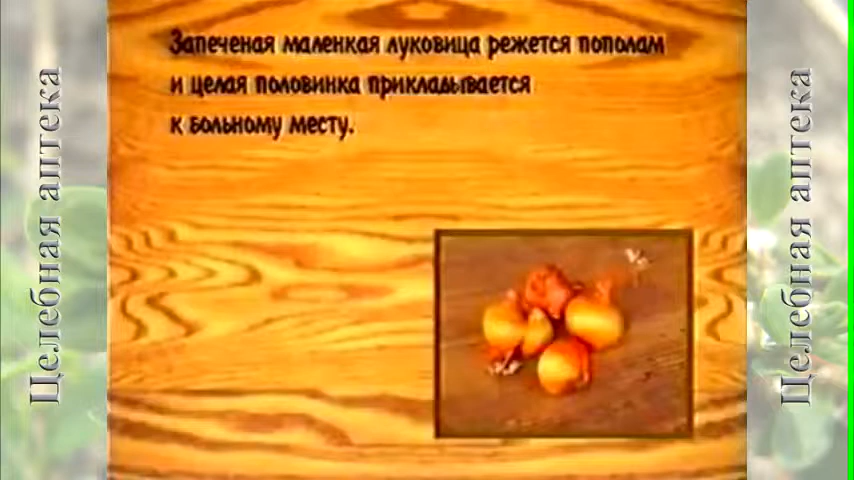 Запеченая маленкая луковица режется пополам
и целая половинка прикладывается
к больному месту.
Целебная аптека
Целебная аптека